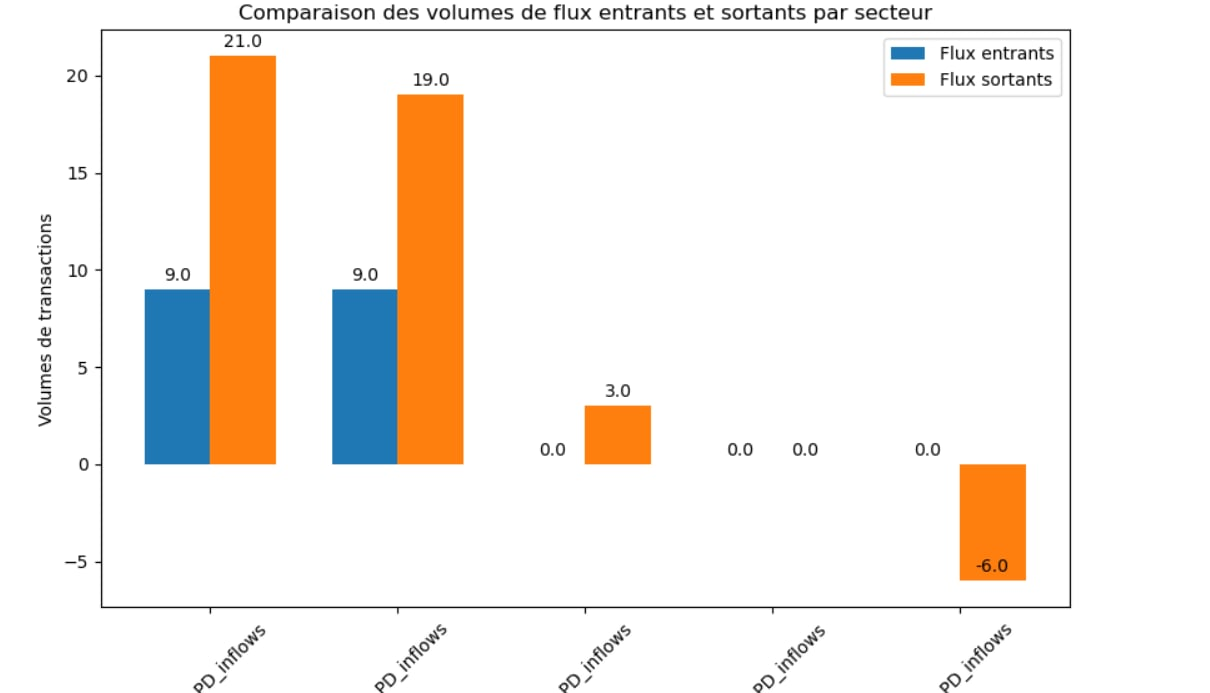 Comparaison des volumes de flux entrants et sortants par secteur
Flux entrants
Flux sortants
Volumes de transactions
20
15
10
5
0
−5
21.0
19.0
9.0
9.0
3.0
0.0
0.0
0.0
0.0
-6.0
PD_inflows
PD_inflows
PD_inflows
PD_inflows
PD_inflows